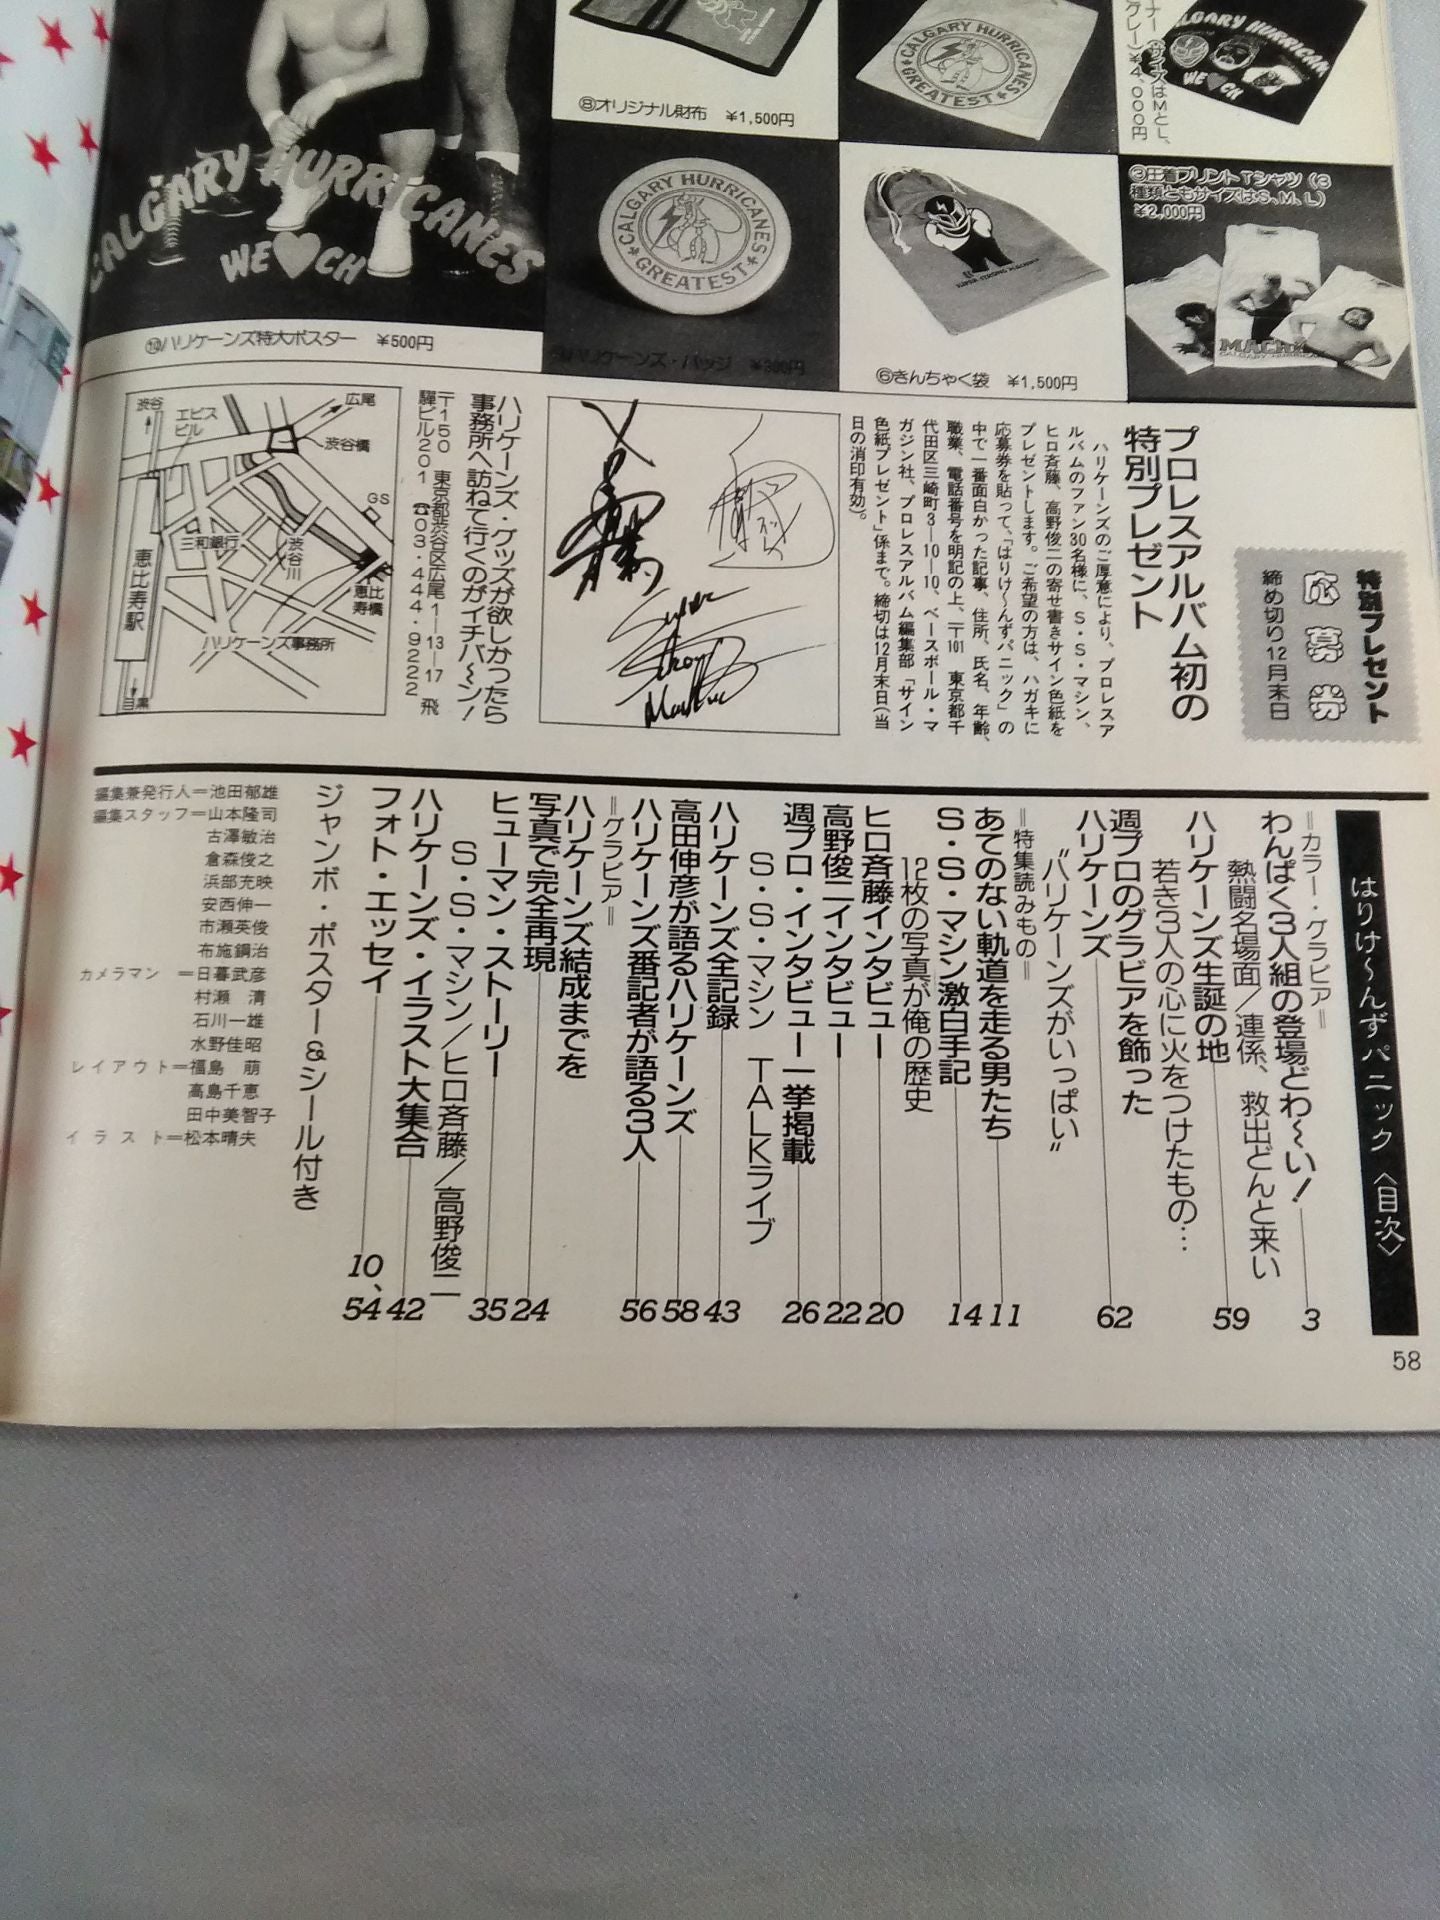 ⑧オリジナル財布 ¥1,500円
CALGARY HURRICANES
GREATEST
CALGARY HURRICAN
WE♥CH
サイズはMとL、
グレー)¥4,000円
CALGARY HURRICANES
WE♥CH
⑩ハリケーンズ特大ポスター ¥500円
CALGARY HURRICANES
GREATEST
ハリケーンズ・バッジ ¥300円
SUPER STRONG MACHINE
⑥きんちゃく袋 ¥1,500円
③圧着プリントTシャツ(3
種類ともサイズはS、M、L)
¥2,000円
特別プレゼント
応募券
締め切り12月末日
プロレスアルバム初の
特別プレゼント
ハリケーンズのご厚意により、プロレスア
ルバムのファン30名様に、S・S・マシン、
ヒロ斉藤、高野俊二の寄せ書きサイン色紙を
プレゼントします。ご希望の方は、ハガキに
応募券を貼って、「はりけ〜んずパニック」の
中で一番面白かった記事、住所、氏名、年齢、
職業、電話番号を明記の上、〒101 東京都千
代田区三崎町3―10―10、ベースボール・マ
ガジン社、プロレスアルバム編集部「サイン
色紙プレゼント」係まで。締切は12月末日(当
日の消印有効)。
Super
Strong
Machine
ハリケーンズ・グッズが欲しかったら
事務所へ訪ねて行くのがイチバ〜ン!
〒150 東京都渋谷区広尾1―13―17 飛
驒ビル201 ☎03・444・9222
渋谷
エビス
ビル
広尾
渋谷橋
GS
三和銀行
渋谷川
恵比寿橋
恵比寿駅
ハリケーンズ事務所
目黒
はりけ〜んずパニック〈目次〉
=カラー・グラビア=
わんぱく3人組の登場どわ〜い! 3
熱闘名場面/連係、救出どんと来い
ハリケーンズ生誕の地 59
若き3人の心に火をつけたもの…
週プロのグラビアを飾った
ハリケーンズ 62
"ハリケーンズがいっぱい"
=特集読みもの=
あてのない軌道を走る男たち 11
S・S・マシン激白手記 14
12枚の写真が俺の歴史
ヒロ斉藤インタビュー 20
高野俊二インタビュー 22
週プロ・インタビュー一挙掲載 26
S・S・マシン TALKライブ
ハリケーンズ全記録 43
高田伸彦が語るハリケーンズ 58
ハリケーンズ番記者が語る3人 56
=グラビア=
ハリケーンズ結成までを
写真で完全再現 24
ヒューマン・ストーリー 35
S・S・マシン/ヒロ斉藤/高野俊二
ハリケーンズ・イラスト大集合 42
フォト・エッセイ 10、54
ジャンボ・ポスター&シール付き
編集兼発行人=池田郁雄
編集スタッフ=山本隆司
古澤敏治
倉森俊之
浜部充映
安西伸一
市瀬英俊
布施鋼治
カメラマン =日暮武彦
村瀬 清
石川一雄
水野佳昭
レイアウト=福島 萠
高島千恵
田中美智子
イラスト=松本晴夫
58